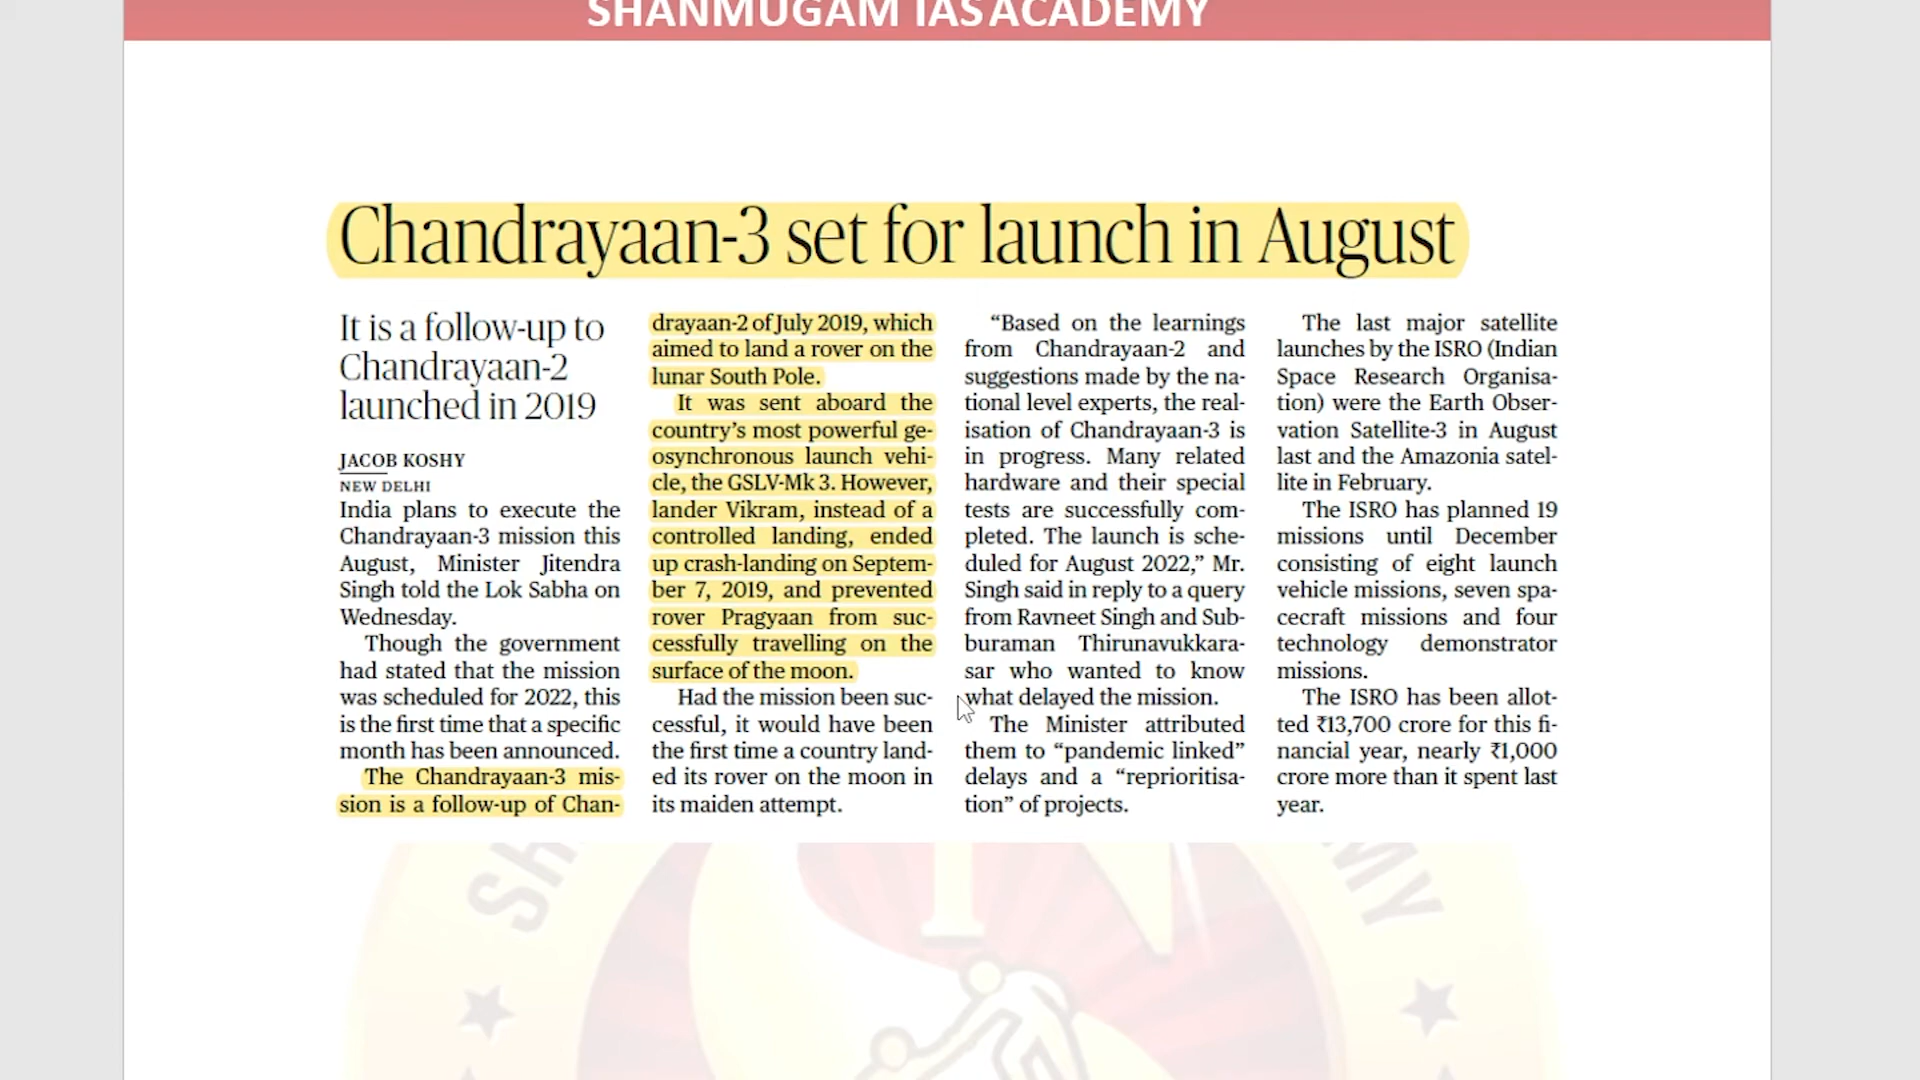 SHANMUGAM IAS ACADEMY
Chandrayaan-3 set for launch in August
It is a follow-up to
Chandrayaan-2
launched in 2019
JACOB KOSHY
NEW DELHI
India plans to execute the
Chandrayaan-3 mission this
August, Minister Jitendra
Singh told the Lok Sabha on
Wednesday.
Though the government
had stated that the mission
was scheduled for 2022, this
is the first time that a specific
month has been announced.
The Chandrayaan-3 mis-
sion is a follow-up of Chan-
drayaan-2 of July 2019, which
aimed to land a rover on the
lunar South Pole.
It was sent aboard the
country's most powerful ge-
osynchronous launch vehi-
cle, the GSLV-Mk 3. However,
lander Vikram, instead of a
controlled landing, ended
up crash-landing on Septem-
ber 7, 2019, and prevented
rover Pragyaan from suc-
cessfully travelling on the
surface of the moon.
Had the mission been suc-
cessful, it would have been
the first time a country land-
ed its rover on the moon in
its maiden attempt.
“Based on the learnings
from Chandrayaan-2 and
suggestions made by the na-
tional level experts, the real-
isation of Chandrayaan-3 is
in progress. Many related
hardware and their special
tests are successfully com-
pleted. The launch is sche-
duled for August 2022,” Mr.
Singh said in reply to a query
from Ravneet Singh and Sub-
buraman Thirunavukkara-
sar who wanted to know
what delayed the mission.
The Minister attributed
them to “pandemic linked”
delays and a “reprioritisa-
tion” of projects.
The last major satellite
launches by the ISRO (Indian
Space Research Organisa-
tion) were the Earth Obser-
vation Satellite-3 in August
last and the Amazonia satel-
lite in February.
The ISRO has planned 19
missions until December
consisting of eight launch
vehicle missions, seven spa-
cecraft missions and four
technology demonstrator
missions.
The ISRO has been allot-
ted ₹13,700 crore for this fi-
nancial year, nearly ₹1,000
crore more than it spent last
year.